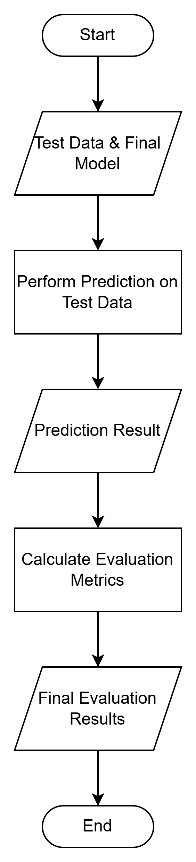 Start
Test Data & Final
Model
Perform Prediction on
Test Data
Prediction Result
Calculate Evaluation
Metrics
Final Evaluation
Results
End